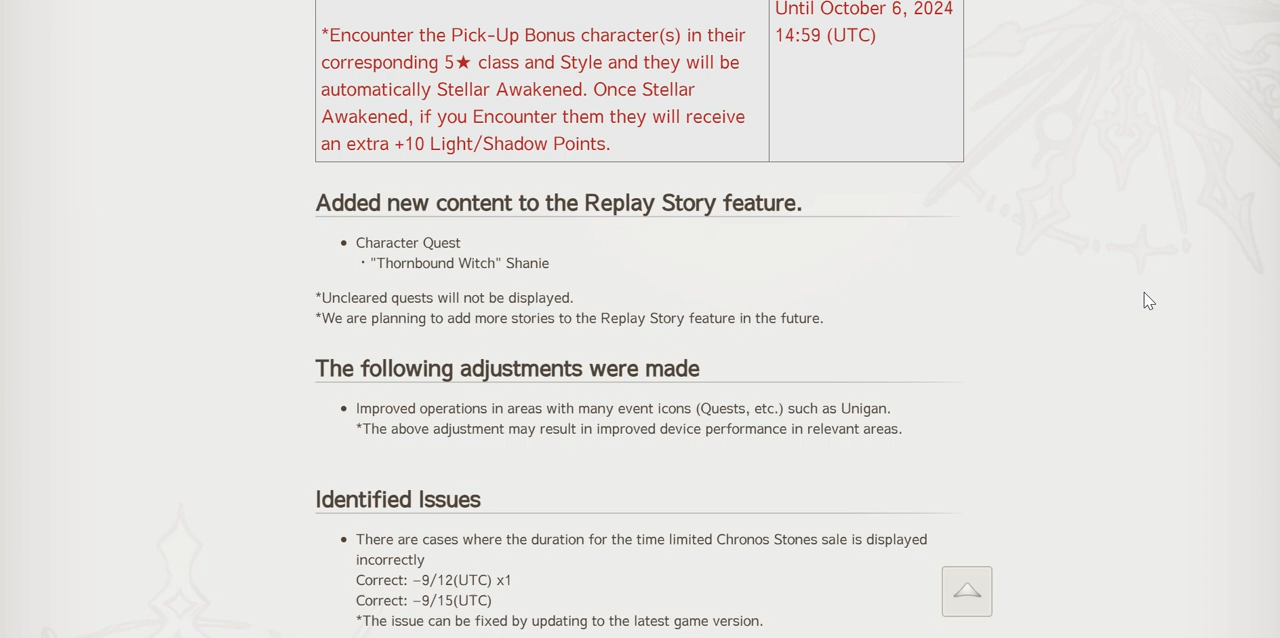 Until October 6, 2024
14:59 (UTC)
*Encounter the Pick-Up Bonus character(s) in their
corresponding 5★ class and Style and they will be
automatically Stellar Awakened. Once Stellar
Awakened, if you Encounter them they will receive
an extra +10 Light/Shadow Points.
Added new content to the Replay Story feature.
• Character Quest
・"Thornbound Witch" Shanie
*Uncleared quests will not be displayed.
*We are planning to add more stories to the Replay Story feature in the future.
The following adjustments were made
• Improved operations in areas with many event icons (Quests, etc.) such as Unigan.
*The above adjustment may result in improved device performance in relevant areas.
Identified Issues
• There are cases where the duration for the time limited Chronos Stones sale is displayed
incorrectly
Correct: −9/12(UTC) x1
Correct: −9/15(UTC)
*The issue can be fixed by updating to the latest game version.